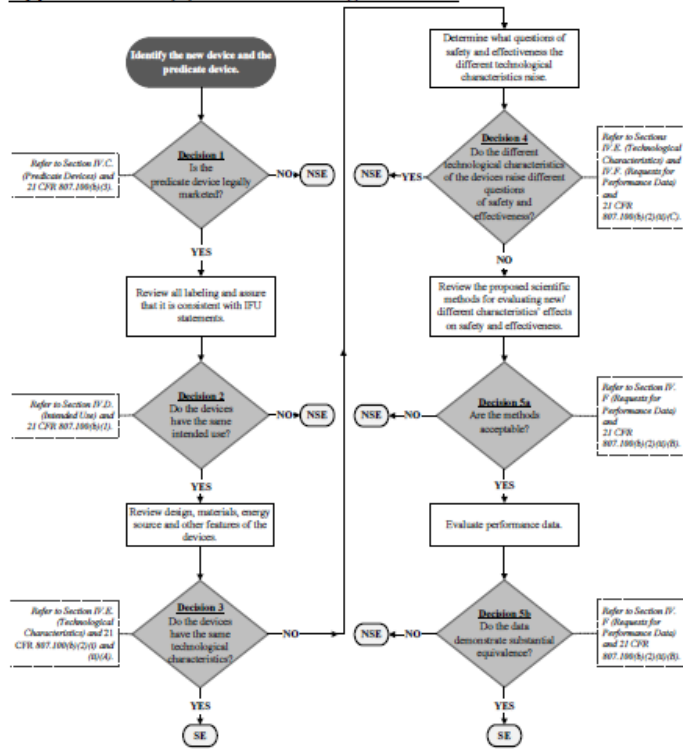 Identify the new device and the
predicate device.
Refer to Section IV.C.
(Predicate Devices) and
21 CFR 807.100(b)(3).
Decision 1
Is the
predicate device legally
marketed?
NO
NSE
YES
Review all labeling and assure
that it is consistent with IFU
statements.
Refer to Section IV.D.
(Intended Use) and
21 CFR 807.100(b)(1).
Decision 2
Do the devices
have the same
intended use?
NO
NSE
YES
Review design, materials, energy
source and other features of the
devices.
Refer to Section IV.E.
(Technological
Characteristics) and 21
CFR 807.100(b)(2)(i) and
(ii)(A).
Decision 3
Do the devices
have the same
technological
characteristics?
NO
YES
SE
Determine what questions of
safety and effectiveness the
different technological
characteristics raise.
Decision 4
Do the different
technological characteristics
of the devices raise different
questions
of safety and
effectiveness?
YES
NSE
Refer to Sections
IV.E. (Technological
Characteristics) and
IV.F. (Requests for
Performance Data)
and
21 CFR
807.100(b)(2)(ii)(C).
NO
Review the proposed scientific
methods for evaluating new/
different characteristics' effects
on safety and effectiveness.
Decision 5a
Are the methods
acceptable?
NO
NSE
Refer to Section IV.
F (Requests for
Performance Data)
and
21 CFR
807.100(b)(2)(ii)(B).
YES
Evaluate performance data.
Decision 5b
Do the data
demonstrate substantial
equivalence?
NO
NSE
Refer to Section IV.
F (Requests for
Performance Data)
and 21 CFR
807.100(b)(2)(ii)(B).
YES
SE